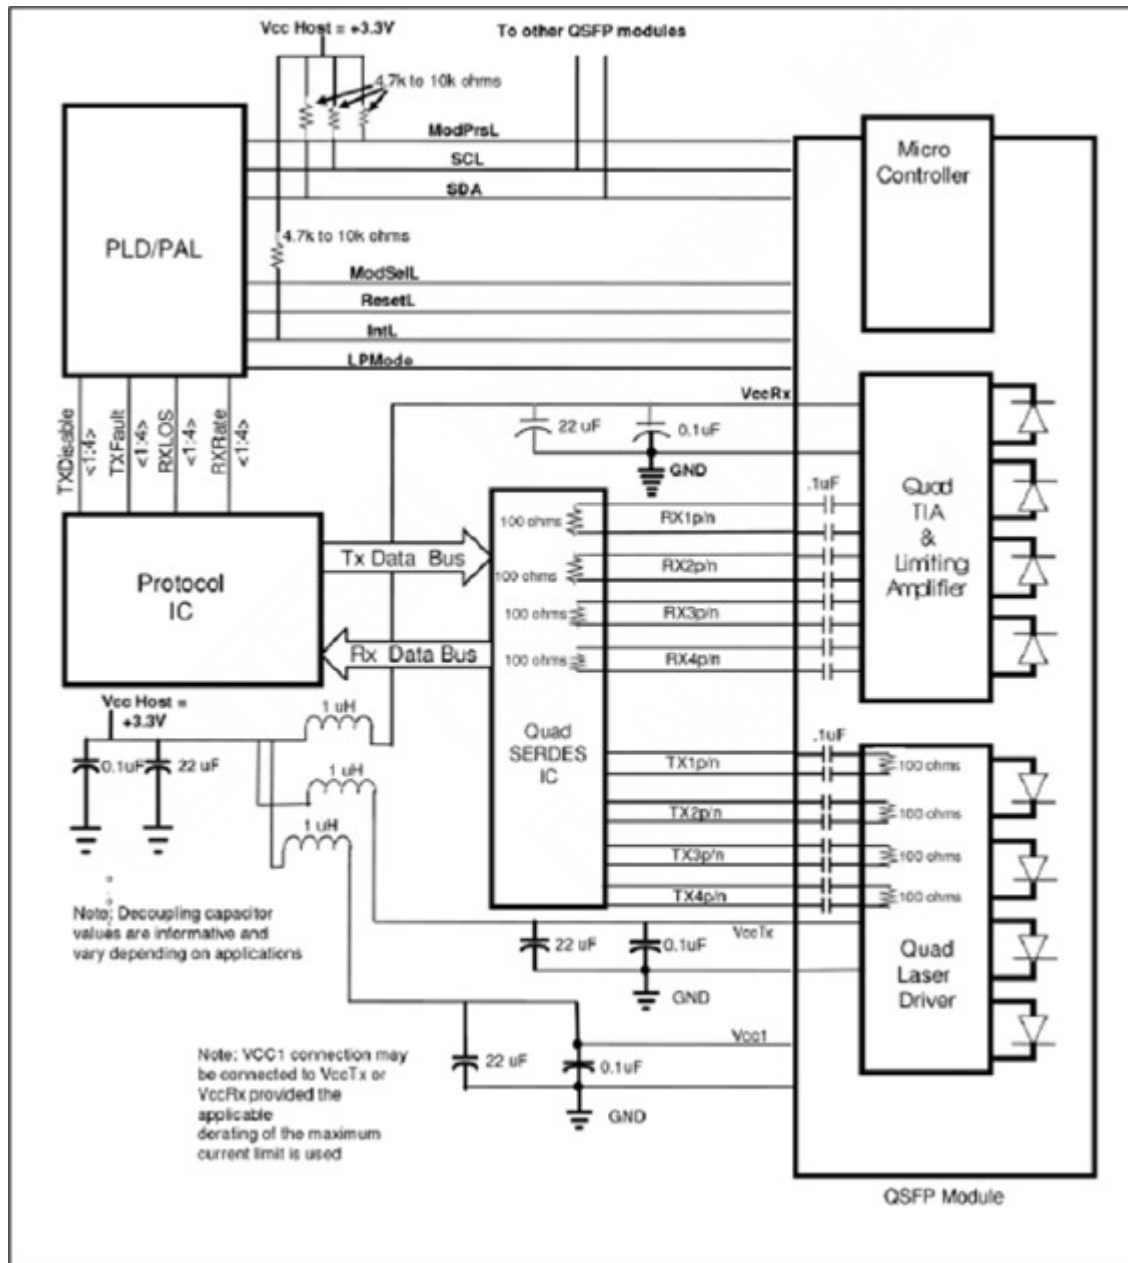 Vcc Host = +3.3V
To other QSFP modules
4.7k to 10k ohms
ModPrsL
SCL
SDA
PLD/PAL
4.7k to 10k ohms
ModSelL
ResetL
IntL
LPMode
Micro
Controller
TXDisable
<1:4>
TXFault
<1:4>
RXLOS
<1:4>
RXRate
<1:4>
VccRx
22 uF
0.1uF
GND
.1uF
Quad
TIA
&
Limiting
Amplifier
100 ohms
RX1p/n
100 ohms
RX2p/n
100 ohms
RX3p/n
100 ohms
RX4p/n
Tx Data Bus
Protocol
IC
Rx Data Bus
Quad
SERDES
IC
Vcc Host =
+3.3V
1 uH
0.1uF
22 uF
1 uH
1 uH
.1uF
TX1p/n
100 ohms
TX2p/n
100 ohms
TX3p/n
100 ohms
TX4p/n
100 ohms
Note: Decoupling capacitor
values are informative and
vary depending on applications
VccTx
22 uF
0.1uF
GND
Quad
Laser
Driver
Vcc1
22 uF
0.1uF
GND
Note: VCC1 connection may
be connected to VccTx or
VccRx provided the
applicable
derating of the maximum
current limit is used
QSFP Module